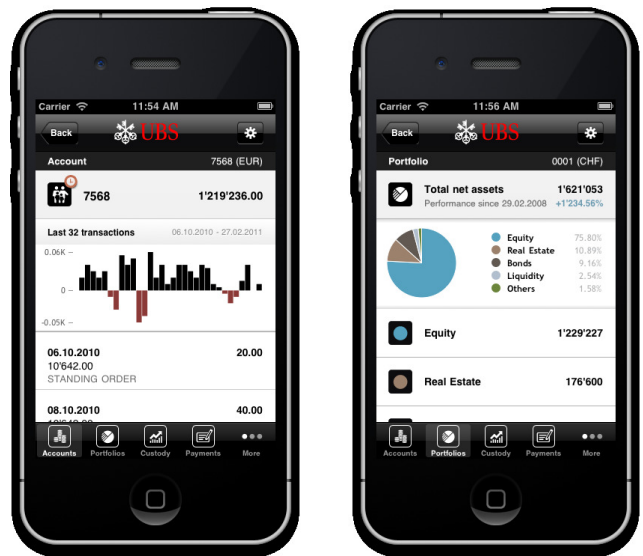 Carrier 11:54 AM
Back UBS
Account 7568 (EUR)
7568 1'219'236.00
Last 32 transactions 06.10.2010 - 27.02.2011
0.06K
0
-0.05K
06.10.2010 20.00
10'642.00
STANDING ORDER
08.10.2010 40.00
Accounts Portfolios Custody Payments More
Carrier 11:56 AM
Back UBS
Portfolio 0001 (CHF)
Total net assets 1'621'053
Performance since 29.02.2008 +1'234.56%
Equity 75.80%
Real Estate 10.89%
Bonds 9.16%
Liquidity 2.54%
Others 1.58%
Equity 1'229'227
Real Estate 176'600
Accounts Portfolios Custody Payments More